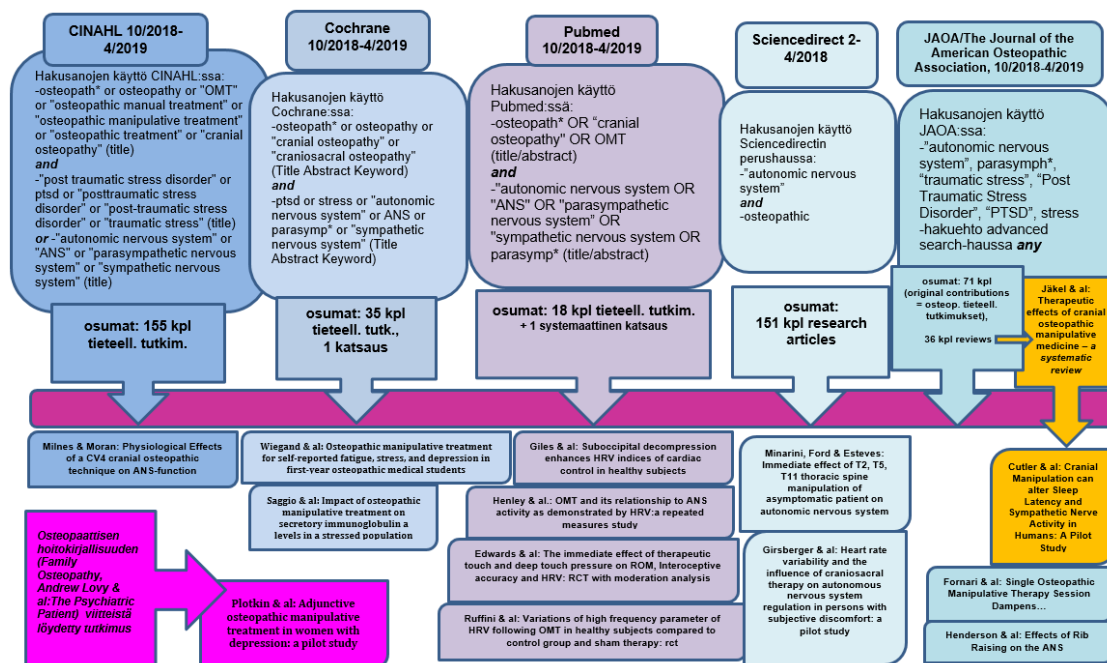 CINAHL 10/2018-
4/2019
Hakusanojen käyttö CINAHL:ssa:
-osteopath* or osteopathy or "OMT"
or "osteopathic manual treatment" or
"osteopathic manipulative treatment"
or "osteopathic treatment" or "cranial
osteopathy" (title)
and
-"post traumatic stress disorder" or
ptsd or "posttraumatic stress
disorder" or "post-traumatic stress
disorder" or "traumatic stress" (title)
or -"autonomic nervous system" or
"ANS" or "parasympathetic nervous
system" or "sympathetic nervous
system" (title)
osumat: 155 kpl
tieteell. tutkim.
Cochrane
10/2018-4/2019
Hakusanojen käyttö
Cochrane:ssa:
-osteopath* or osteopathy or
"cranial osteopathy" or
"craniosacral osteopathy"
(Title Abstract Keyword)
and
-ptsd or stress or "autonomic
nervous system" or ANS or
parasymp* or "sympathetic
nervous system" (Title
Abstract Keyword)
osumat: 35 kpl
tieteell. tutk.,
1 katsaus
Pubmed
10/2018-4/2019
Hakusanojen käyttö
Pubmed:ssä:
-osteopath* OR “cranial
osteopathy" OR OMT
(title/abstract)
and
-"autonomic nervous system OR
"ANS" OR "parasympathetic
nervous system” OR
"sympathetic nervous system OR
parasymp* (title/abstract)
osumat: 18 kpl tieteell. tutkim.
+ 1 systemaattinen katsaus
Sciencedirect 2-
4/2018
Hakusanojen käyttö
Sciencedirectin
perushaussa:
-"autonomic nervous
system”
and
-osteopathic
osumat:
151 kpl research
articles
JAOA/The Journal of the
American Osteopathic
Association, 10/2018-4/2019
Hakusanojen käyttö
JAOA:ssa:
-"autonomic nervous
system”, parasymph*,
“traumatic stress”, “Post
Traumatic Stress
Disorder”, “PTSD”, stress
-hakuehto advanced
search-haussa any
osumat: 71 kpl
(original contributions
= osteop. tieteell.
tutkimukset),
36 kpl reviews
Jäkel & al:
Therapeutic
effects of cranial
osteopathic
manipulative
medicine – a
systematic
review
Milnes & Moran: Physiological Effects
of a CV4 cranial osteopathic
technique on ANS-function
Wiegand & al: Osteopathic manipulative treatment
for self-reported fatigue, stress, and depression in
first-year osteopathic medical students
Saggio & al: Impact of osteopathic
manipulative treatment on
secretory immunoglobulin a
levels in a stressed population
Giles & al: Suboccipital decompression
enhances HRV indices of cardiac
control in healthy subjects
Henley & al.: OMT and its relationship to ANS
activity as demonstrated by HRV:a repeated
measures study
Edwards & al: The immediate effect of therapeutic
touch and deep touch pressure on ROM, Interoceptive
accuracy and HRV: RCT with moderation analysis
Ruffini & al: Variations of high frequency parameter of
HRV following OMT in healthy subjects compared to
control group and sham therapy: rct
Minarini, Ford & Esteves:
Immediate effect of T2, T5,
T11 thoracic spine
manipulation of
asymptomatic patient on
autonomic nervous system
Girsberger & al: Heart rate
variability and the
influence of craniosacral
therapy on autonomous
nervous system
regulation in persons with
subjective discomfort: a
pilot study
Cutler & al: Cranial
Manipulation can
alter Sleep
Latency and
Sympathetic Nerve
Activity in
Humans: A Pilot
Study
Fornari & al: Single Osteopathic
Manipulative Therapy Session
Dampens…
Henderson & al: Effects of Rib
Raising on the ANS
Osteopaattisen
hoitokirjallisuuden
(Family
Osteopathy,
Andrew Lovy &
al:The Psychiatric
Patient) viitteistä
löydetty tutkimus
Plotkin & al: Adjunctive
osteopathic manipulative
treatment in women with
depression: a pilot study